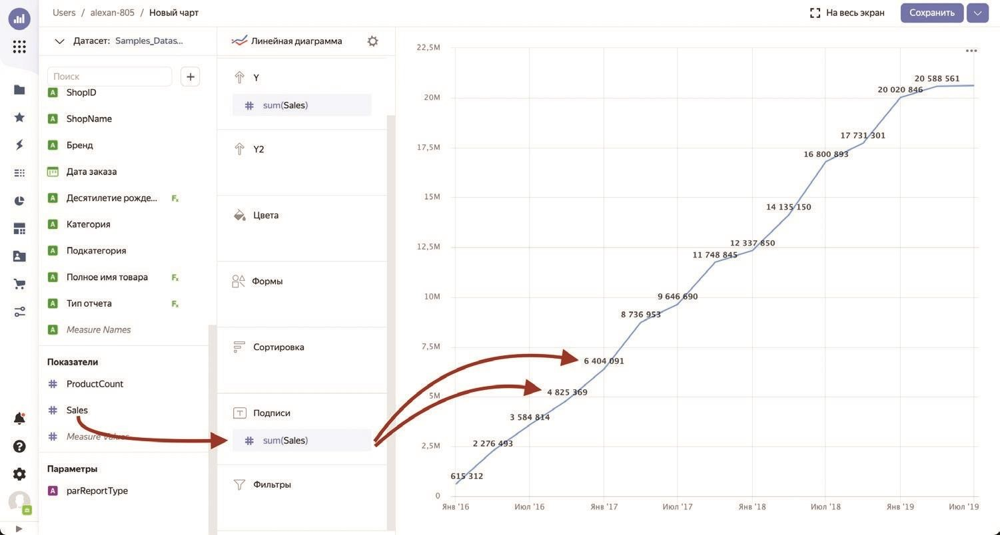 Users / alexan-805 / Новый чарт
На весь экран
Сохранить
Датасет: Samples_Datas...
Поиск
+
A ShopID
A ShopName
A Бренд
Дата заказа
A Десятилетие рожде... Fx
A Категория
A Подкатегория
A Полное имя товара Fx
A Тип отчета Fx
A Measure Names
Показатели
# ProductCount
# Sales
# Measure Values
Параметры
A parReportType
Линейная диаграмма
Y
# sum(Sales)
Y2
Цвета
Формы
Сортировка
T Подписи
# sum(Sales)
Фильтры
22,5M
20M
17,5M
15M
12,5M
10M
7,5M
5M
2,5M
0
615 312
2 276 493
3 584 814
4 825 369
6 404 091
8 736 953
9 646 690
11 748 845
12 337 850
14 135 150
16 800 893
17 731 301
20 020 846
20 588 561
Янв '16 Июл '16 Янв '17 Июл '17 Янв '18 Июл '18 Янв '19 Июл '19